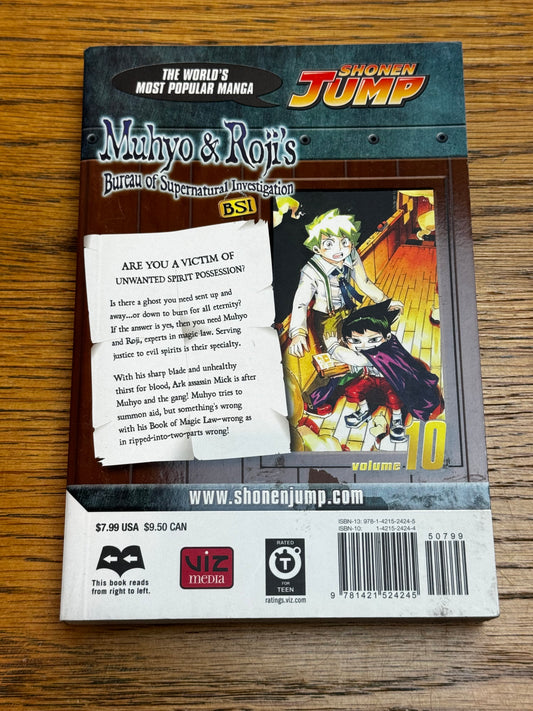 THE WORLD'S
MOST POPULAR MANGA
SHONEN
JUMP
Muhyo & Roji's
Bureau of Supernatural Investigation
BSI
ARE YOU A VICTIM OF
UNWANTED SPIRIT POSSESSION?
Is there a ghost you need sent up and
away...or down to burn for all eternity?
If the answer is yes, then you need Muhyo
and Roji, experts in magic law. Serving
justice to evil spirits is their specialty.
With his sharp blade and unhealthy
thirst for blood, Ark assassin Mick is after
Muhyo and the gang! Muhyo tries to
summon aid, but something's wrong
with his Book of Magic Law—wrong as
in ripped-into-two-parts wrong!
volume 10
www.shonenjump.com
$7.99 USA $9.50 CAN
ISBN-13: 978-1-4215-2424-5
ISBN-10: 1-4215-2424-4
50799
This book reads
from right to left.
VIZ
MEDIA
RATED
T
FOR
TEEN
ratings.viz.com
9 781421 524245